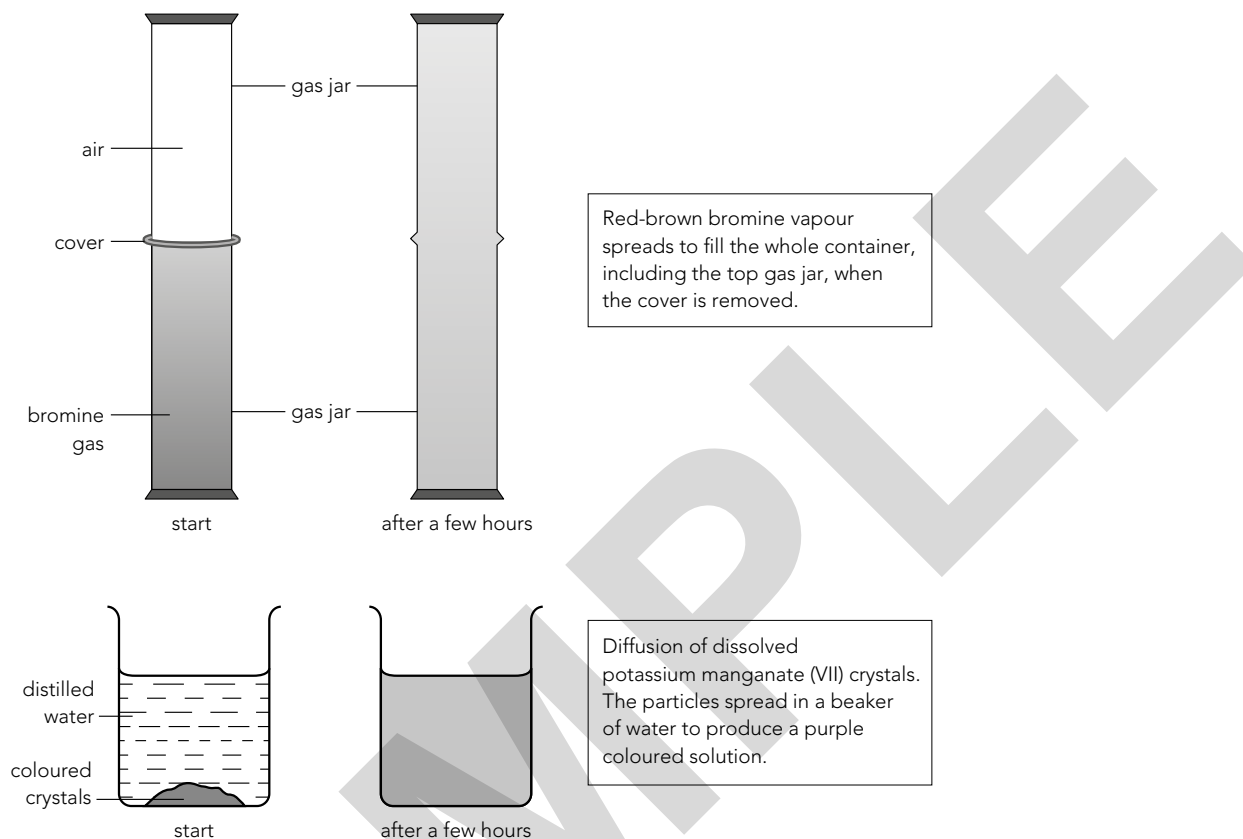 gas jar
air
cover
Red-brown bromine vapour
spreads to fill the whole container,
including the top gas jar, when
the cover is removed.
bromine
gas
gas jar
start
after a few hours
distilled
water
coloured
crystals
Diffusion of dissolved
potassium manganate (VII) crystals.
The particles spread in a beaker
of water to produce a purple
coloured solution.
start
after a few hours
MPLE